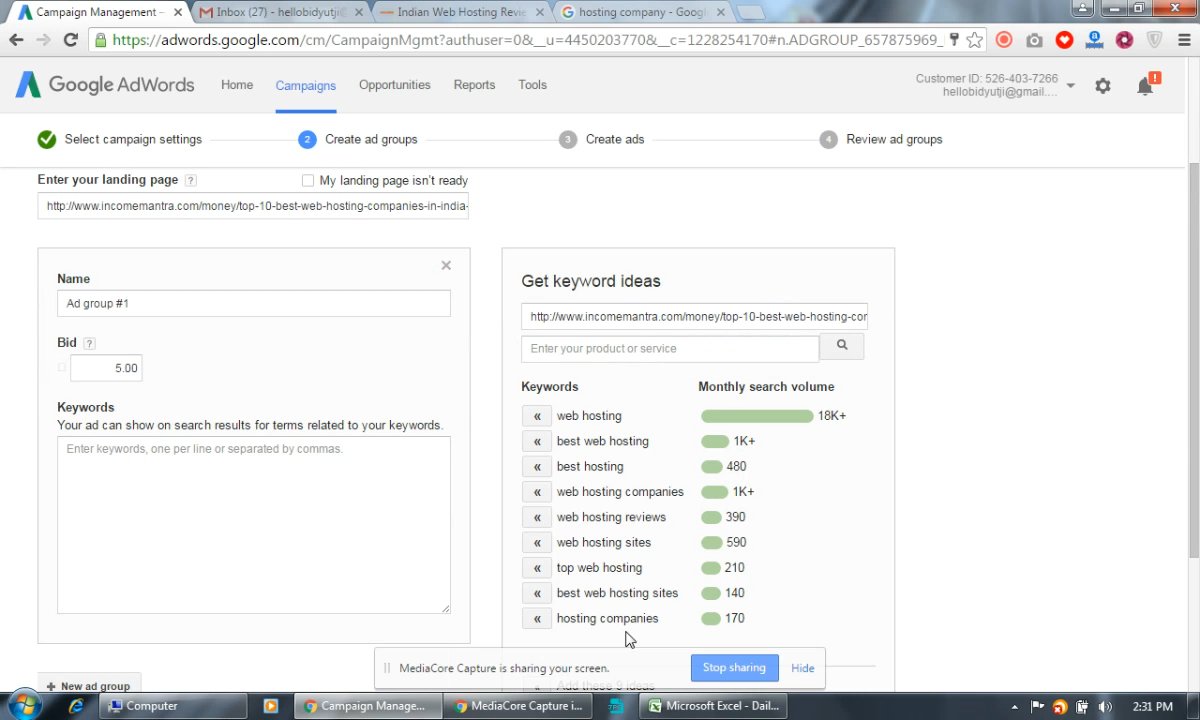 Campaign Management –
Inbox (27) - hellobidyutji@
Indian Web Hosting Revie
hosting company - Goog
https://adwords.google.com/cm/CampaignMgmt?authuser=0&__u=4450203770&__c=1228254170#n.ADGROUP_657875969_
Google AdWords
Home
Campaigns
Opportunities
Reports
Tools
Customer ID: 526-403-7266
hellobidyutji@gmail....
!
Select campaign settings
2 Create ad groups
3 Create ads
4 Review ad groups
Enter your landing page ?
My landing page isn't ready
http://www.incomemantra.com/money/top-10-best-web-hosting-companies-in-india-
Name
Ad group #1
Bid ?
5.00
Keywords
Your ad can show on search results for terms related to your keywords.
Enter keywords, one per line or separated by commas.
+ New ad group
Get keyword ideas
http://www.incomemantra.com/money/top-10-best-web-hosting-cor
Enter your product or service
Keywords Monthly search volume
« web hosting 18K+
« best web hosting 1K+
« best hosting 480
« web hosting companies 1K+
« web hosting reviews 390
« web hosting sites 590
« top web hosting 210
« best web hosting sites 140
« hosting companies 170
« Add these 9 ideas
MediaCore Capture is sharing your screen.
Stop sharing
Hide
Computer
Campaign Manage...
MediaCore Capture i...
Microsoft Excel - Dail...
2:31 PM